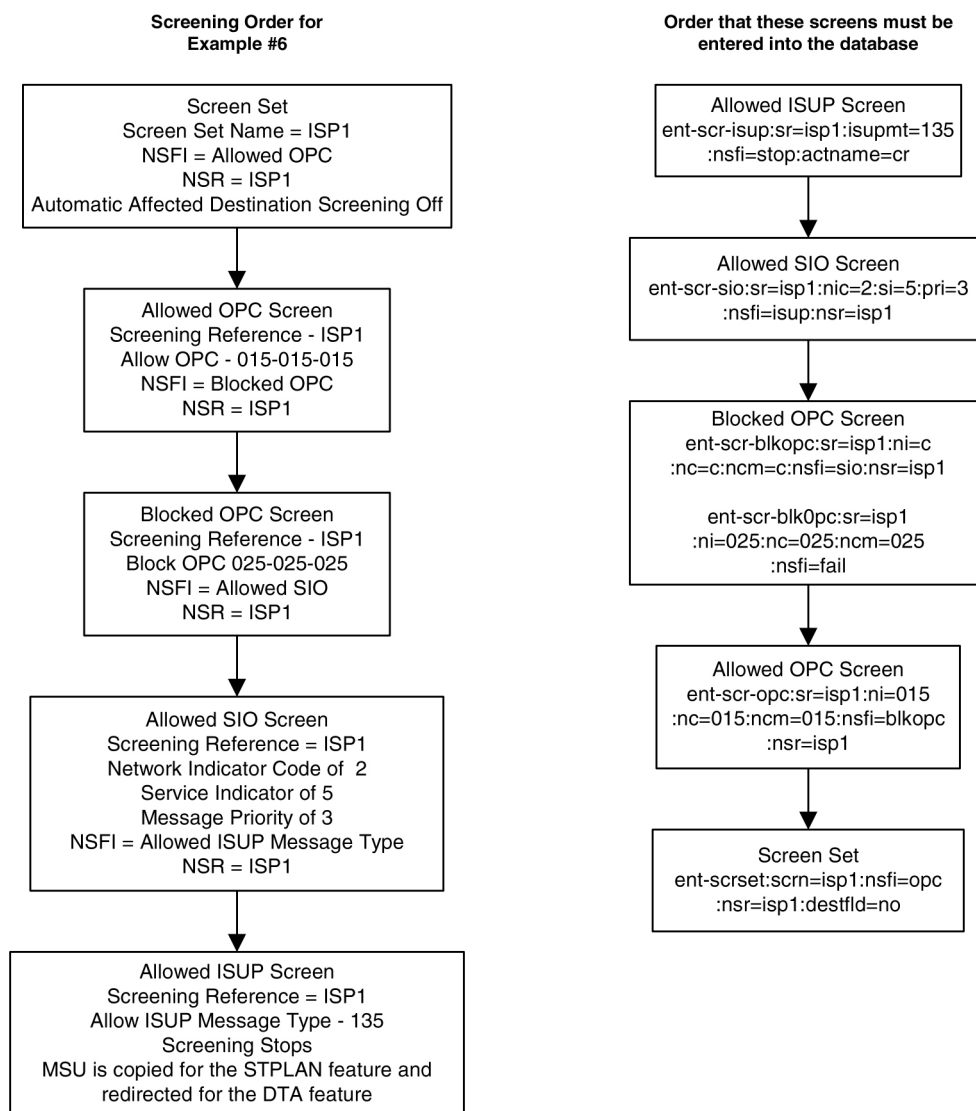 Screening Order for
Example #6
Screen Set
Screen Set Name = ISP1
NSFI = Allowed OPC
NSR = ISP1
Automatic Affected Destination Screening Off
Allowed OPC Screen
Screening Reference - ISP1
Allow OPC - 015-015-015
NSFI = Blocked OPC
NSR = ISP1
Blocked OPC Screen
Screening Reference - ISP1
Block OPC 025-025-025
NSFI = Allowed SIO
NSR = ISP1
Allowed SIO Screen
Screening Reference = ISP1
Network Indicator Code of 2
Service Indicator of 5
Message Priority of 3
NSFI = Allowed ISUP Message Type
NSR = ISP1
Allowed ISUP Screen
Screening Reference = ISP1
Allow ISUP Message Type - 135
Screening Stops
MSU is copied for the STPLAN feature and
redirected for the DTA feature
Order that these screens must be
entered into the database
Allowed ISUP Screen
ent-scr-isup:sr=isp1:isupmt=135
:nsfi=stop:actname=cr
Allowed SIO Screen
ent-scr-sio:sr=isp1:nic=2:si=5:pri=3
:nsfi=isup:nsr=isp1
Blocked OPC Screen
ent-scr-blkopc:sr=isp1:ni=c
:nc=c:ncm=c:nsfi=sio:nsr=isp1
ent-scr-blk0pc:sr=isp1
:ni=025:nc=025:ncm=025
:nsfi=fail
Allowed OPC Screen
ent-scr-opc:sr=isp1:ni=015
:nc=015:ncm=015:nsfi=blkopc
:nsr=isp1
Screen Set
ent-scrset:scrn=isp1:nsfi=opc
:nsr=isp1:destfld=no